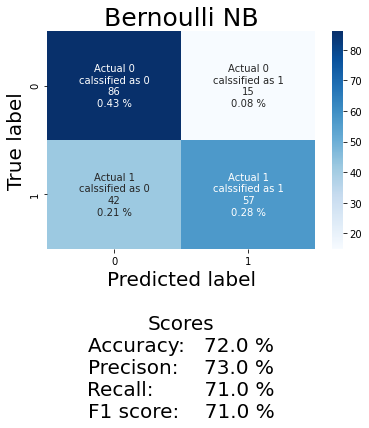 Bernoulli NB
True label
0
1
Actual 0
calssified as 0
86
0.43 %
Actual 0
calssified as 1
15
0.08 %
Actual 1
calssified as 0
42
0.21 %
Actual 1
calssified as 1
57
0.28 %
0
1
Predicted label
80
70
60
50
40
30
20
Scores
Accuracy: 72.0 %
Precison: 73.0 %
Recall: 71.0 %
F1 score: 71.0 %